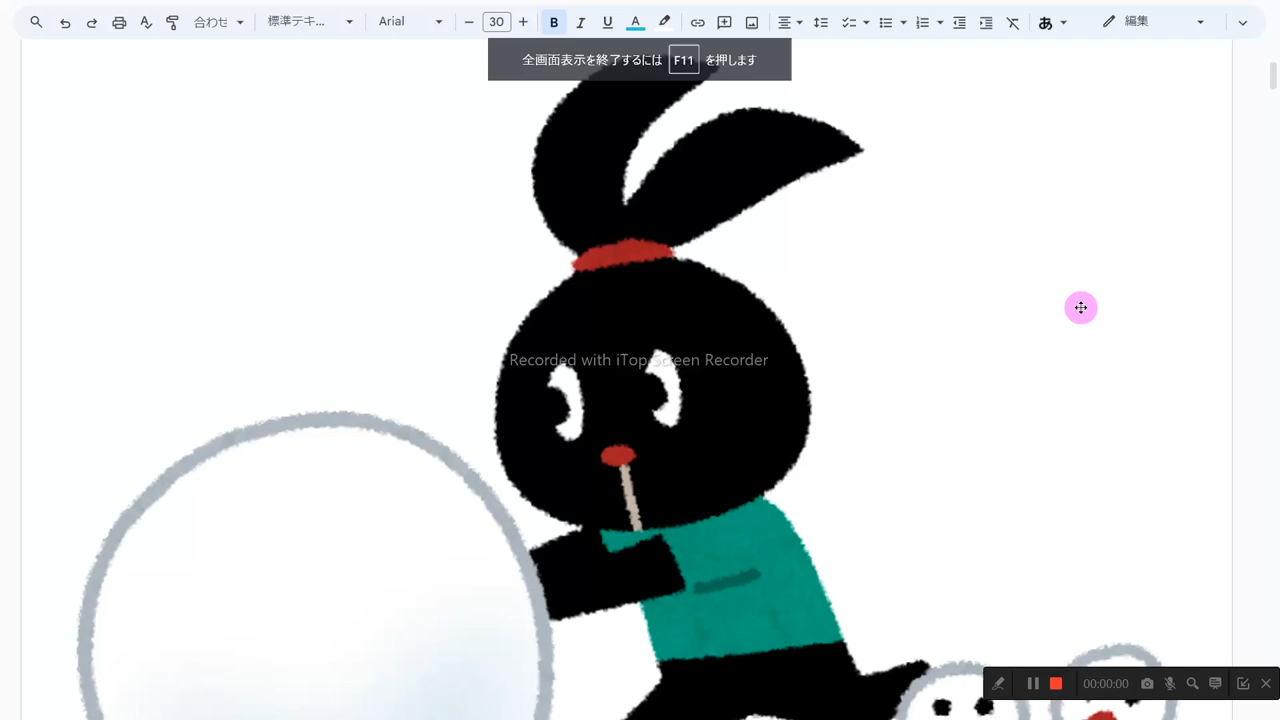 合わせ 標準テキ... Arial 30 B I U A あ 編集
全画面表示を終了するには F11 を押します
Recorded with iTop Screen Recorder
00:00:00